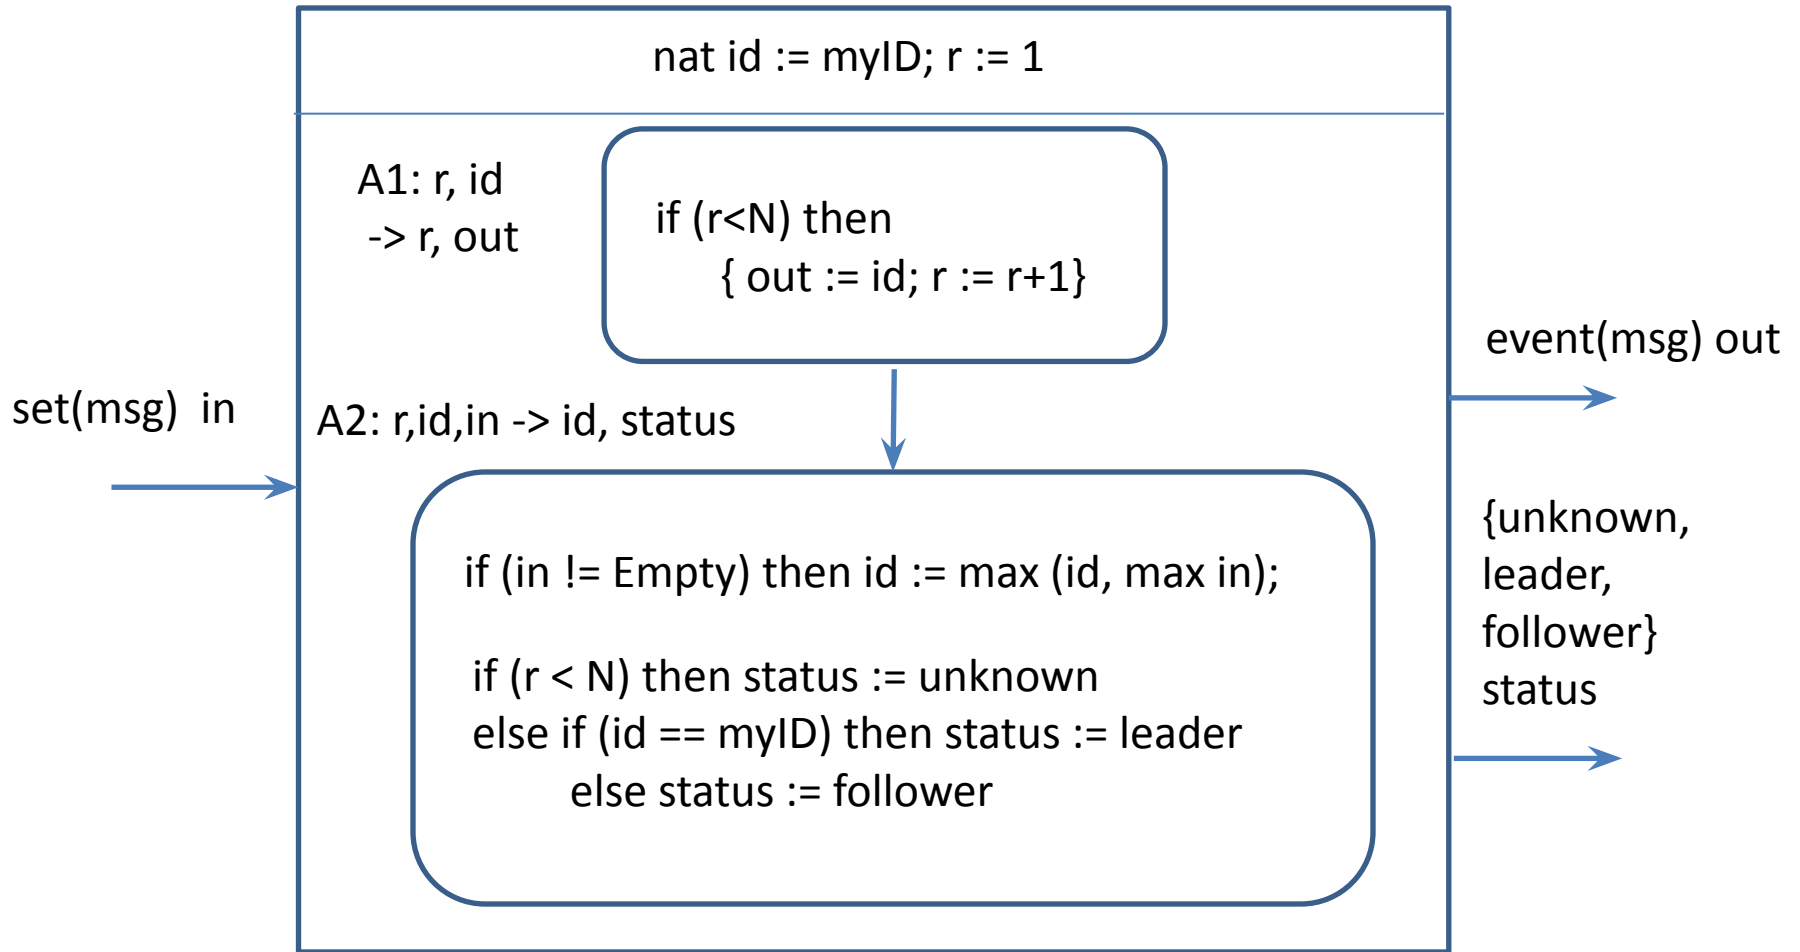 nat id := myID; r := 1
A1: r, id
-> r, out
if (r<N) then
{ out := id; r := r+1}
event(msg) out
set(msg) in
A2: r,id,in -> id, status
if (in != Empty) then id := max (id, max in);
if (r < N) then status := unknown
else if (id == myID) then status := leader
else status := follower
{unknown,
leader,
follower}
status